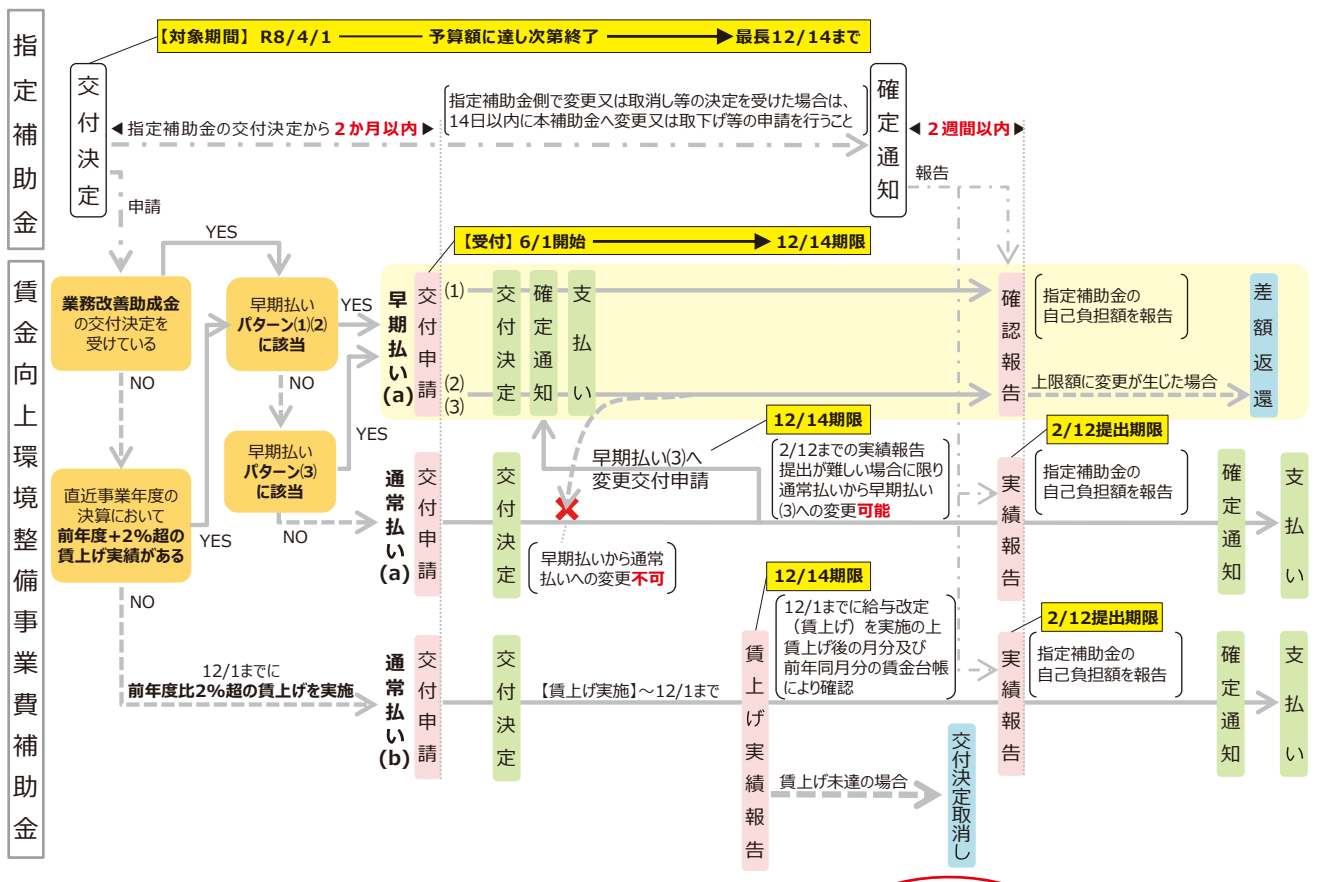 指定補助金
【対象期間】R8/4/1 予算額に達し次第終了 最長12/14まで
交付決定
指定補助金の交付決定から2か月以内
指定補助金側で変更又は取消し等の決定を受けた場合は、
14日以内に本補助金へ変更又は取下げ等の申請を行うこと
確定通知
2週間以内
申請
報告
賃金向上環境整備事業費補助金
YES
【受付】6/1開始 12/14期限
業務改善助成金
の交付決定を
受けている
早期払い
パターン(1)(2)
に該当
YES
早期払い(a)
交付申請
(1)
(2)
(3)
交付決定
確定通知
支払い
確認報告
指定補助金の
自己負担額を報告
上限額に変更が生じた場合
差額返還
NO
NO
早期払い
パターン(3)
に該当
YES
12/14期限
早期払い(3)へ
変更交付申請
2/12までの実績報告
提出が難しい場合に限り
通常払いから早期払い
(3)への変更可能
2/12提出期限
直近事業年度の
決算において
前年度+2%超の
賃上げ実績がある
YES
NO
通常払い(a)
交付申請
交付決定
早期払いから通常
払いへの変更不可
実績報告
指定補助金の
自己負担額を報告
確定通知
支払い
NO
12/1までに
前年度比2%超の賃上げを実施
通常払い(b)
交付申請
交付決定
【賃上げ実施】～12/1まで
12/14期限
賃上げ実績報告
12/1までに給与改定
(賃上げ)を実施の上
賃上げ後の月分及び
前年同月分の賃金台帳
により確認
2/12提出期限
実績報告
指定補助金の
自己負担額を報告
確定通知
支払い
賃上げ未達の場合
交付決定取消し